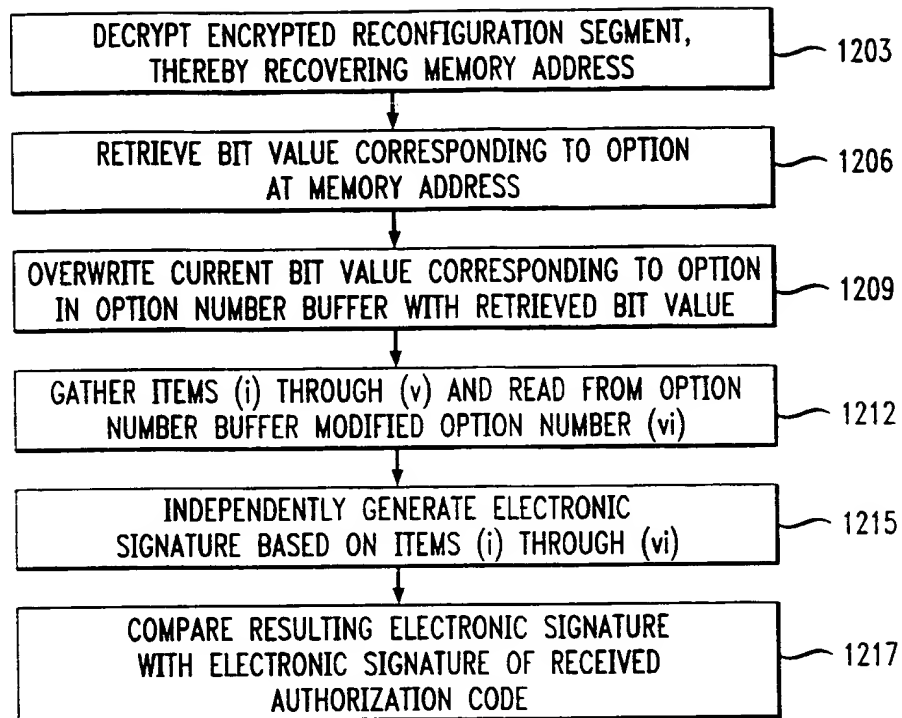 DECRYPT ENCRYPTED RECONFIGURATION SEGMENT,
THEREBY RECOVERING MEMORY ADDRESS
1203
RETRIEVE BIT VALUE CORRESPONDING TO OPTION
AT MEMORY ADDRESS
1206
OVERWRITE CURRENT BIT VALUE CORRESPONDING TO OPTION
IN OPTION NUMBER BUFFER WITH RETRIEVED BIT VALUE
1209
GATHER ITEMS (i) THROUGH (v) AND READ FROM OPTION
NUMBER BUFFER MODIFIED OPTION NUMBER (vi)
1212
INDEPENDENTLY GENERATE ELECTRONIC
SIGNATURE BASED ON ITEMS (i) THROUGH (vi)
1215
COMPARE RESULTING ELECTRONIC SIGNATURE
WITH ELECTRONIC SIGNATURE OF RECEIVED
AUTHORIZATION CODE
1217